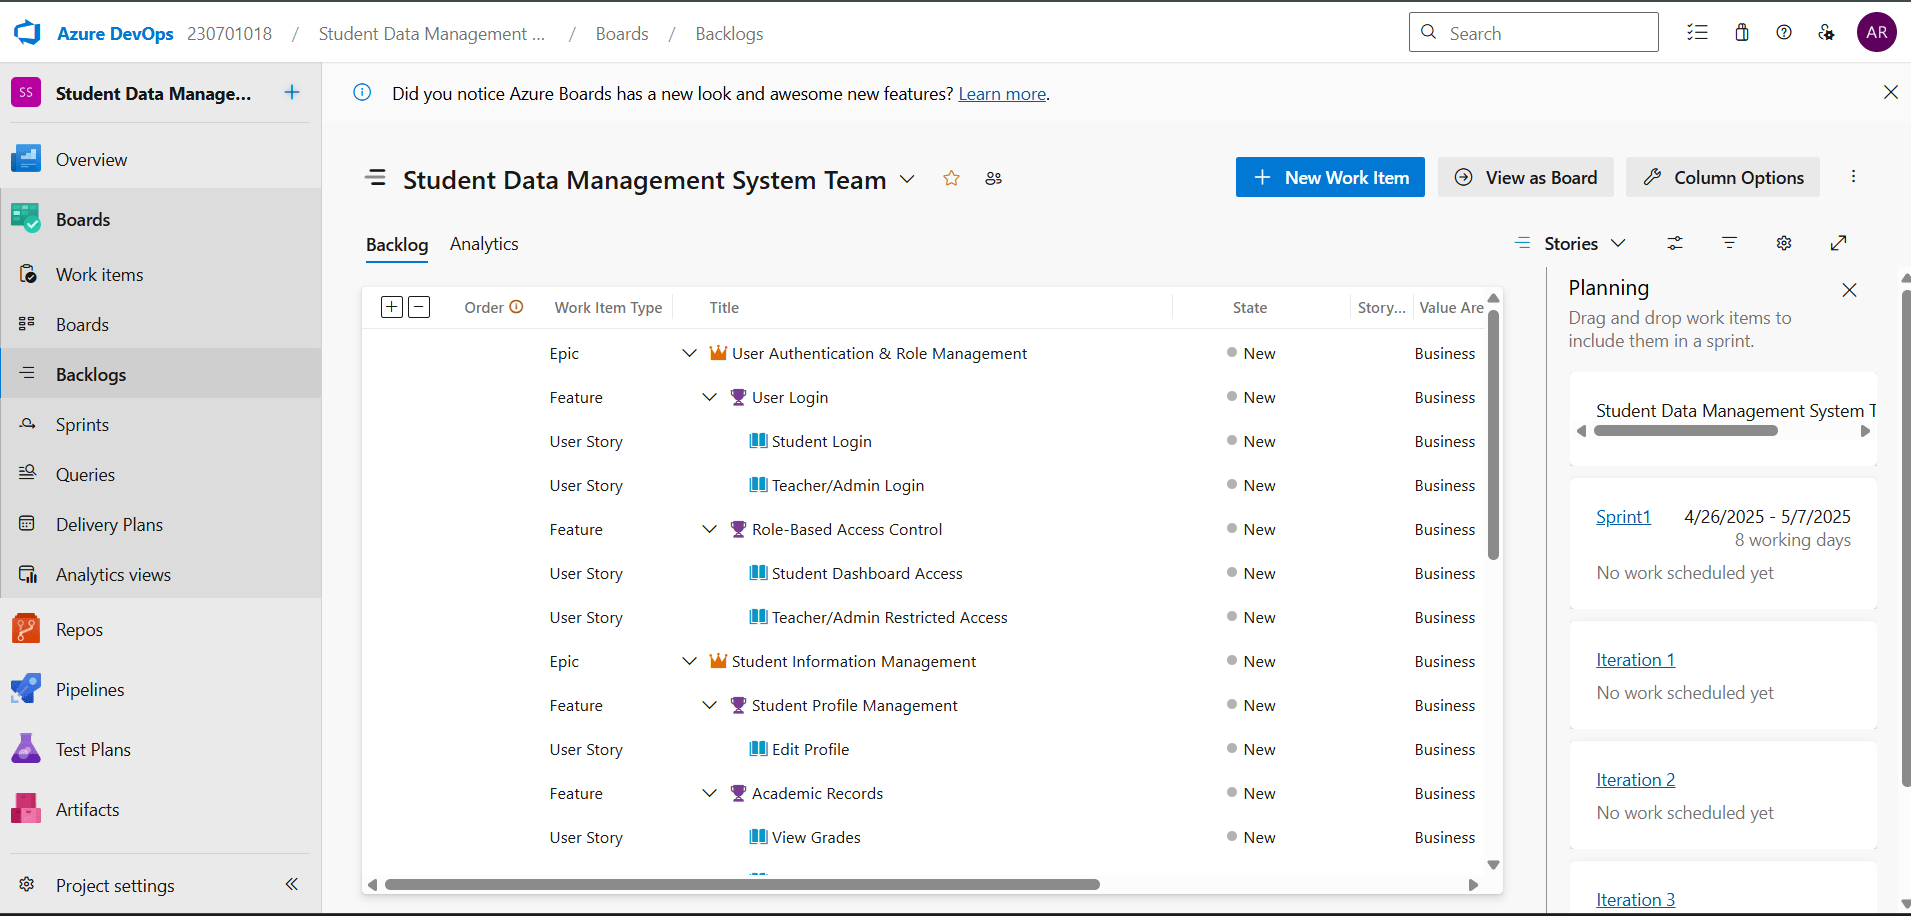 Azure DevOps 230701018 / Student Data Management ... / Boards / Backlogs
Search
AR
SS Student Data Manage...
Did you notice Azure Boards has a new look and awesome new features? Learn more.
Overview
Boards
Work items
Boards
Backlogs
Sprints
Queries
Delivery Plans
Analytics views
Repos
Pipelines
Test Plans
Artifacts
Project settings
Student Data Management System Team
New Work Item
View as Board
Column Options
Backlog Analytics
Stories
Order Work Item Type Title State Story... Value Are
Epic User Authentication & Role Management New Business
Feature User Login New Business
User Story Student Login New Business
User Story Teacher/Admin Login New Business
Feature Role-Based Access Control New Business
User Story Student Dashboard Access New Business
User Story Teacher/Admin Restricted Access New Business
Epic Student Information Management New Business
Feature Student Profile Management New Business
User Story Edit Profile New Business
Feature Academic Records New Business
User Story View Grades New Business
Planning
Drag and drop work items to
include them in a sprint.
Student Data Management System T
Sprint1 4/26/2025 - 5/7/2025
8 working days
No work scheduled yet
Iteration 1
No work scheduled yet
Iteration 2
No work scheduled yet
Iteration 3